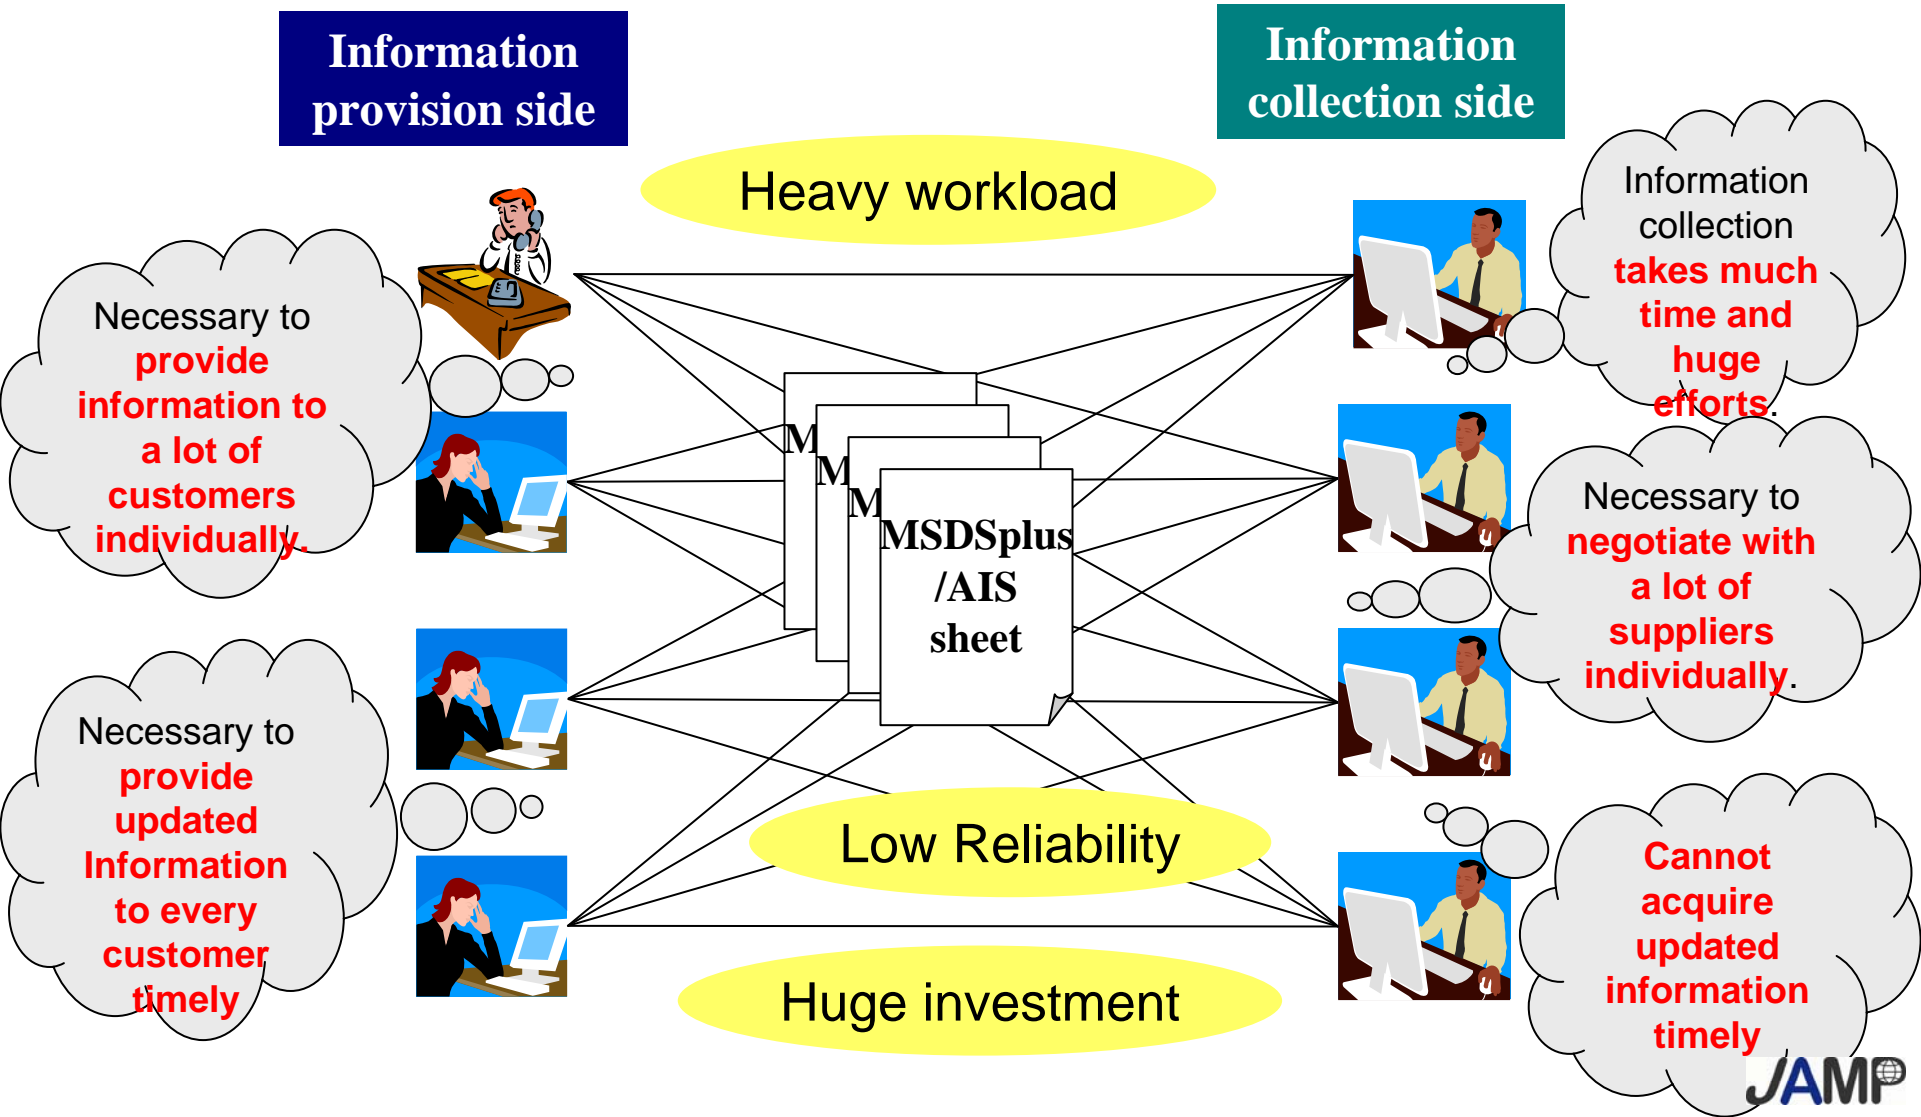 Information
provision side
Information
collection side
Heavy workload
Information
collection
takes much
time and
huge
efforts.
Necessary to
provide
information to
a lot of
customers
individually.
M
M
M
MSDSplus
/AIS
sheet
Necessary to
negotiate with
a lot of
suppliers
individually.
Necessary to
provide
updated
Information
to every
customer
timely
Low Reliability
Cannot
acquire
updated
information
timely
Huge investment
JAMP